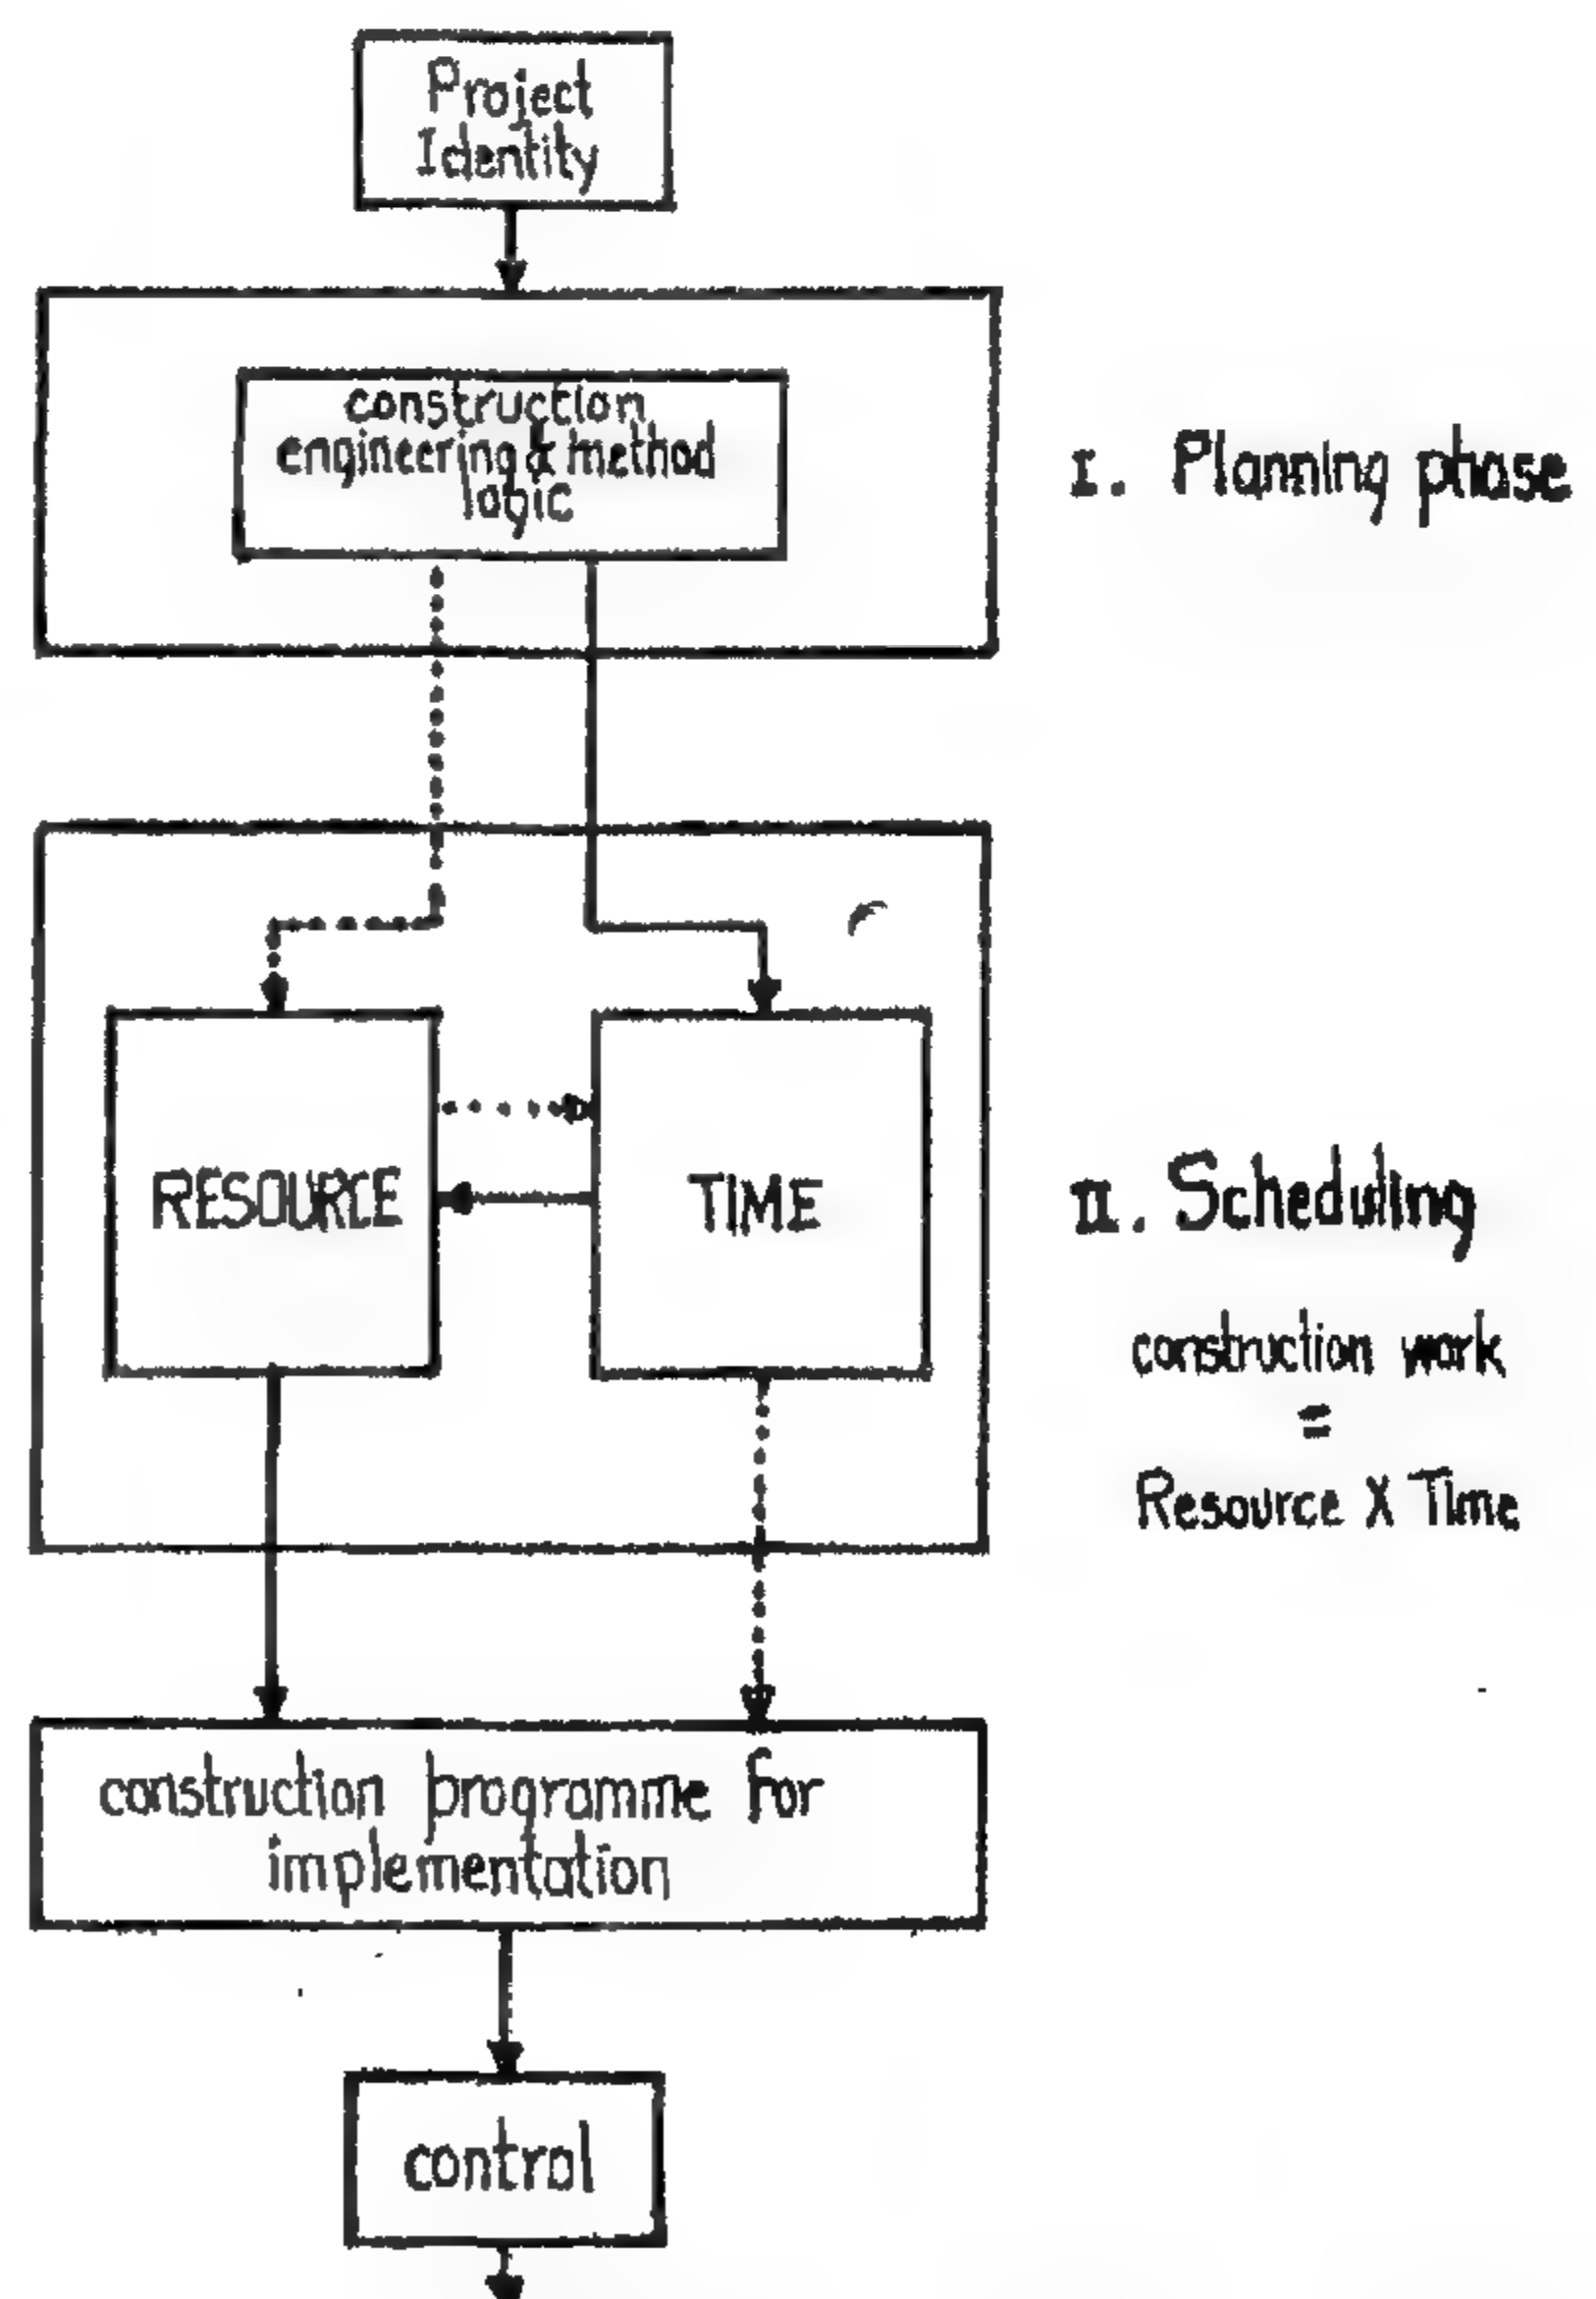 Project
Identity
construction
engineering & method
logic
I. Planning phase
RESOURCE
TIME
II. Scheduling
construction work
=
Resource X Time
construction programme for
implementation
control